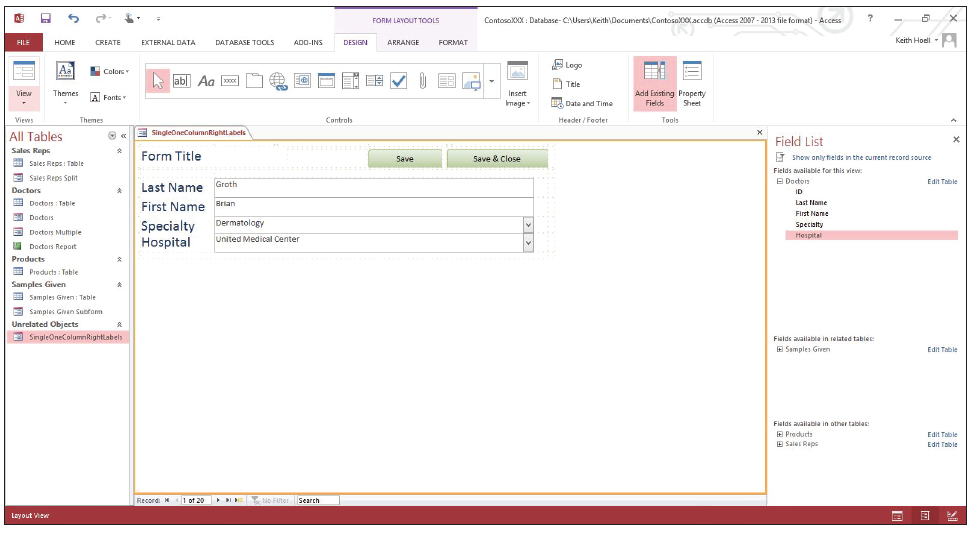 FORM LAYOUT TOOLS
ContosoXXX : Database- C:\Users\Keith\Documents\ContosoXXX.accdb (Access 2007 - 2013 file format) - Access
?
FILE HOME CREATE EXTERNAL DATA DATABASE TOOLS ADD-INS DESIGN ARRANGE FORMAT
Keith Hoell
View
Themes
Aa
Colors
A Fonts
ab|
Aa
xxxx
Insert Image
Logo
Title
Date and Time
Add Existing Fields
Property Sheet
Views
Themes
Controls
Header / Footer
Tools
All Tables
Sales Reps
Sales Reps : Table
Sales Reps Split
Doctors
Doctors : Table
Doctors
Doctors Multiple
Doctors Report
Products
Products : Table
Samples Given
Samples Given : Table
Samples Given Subform
Unrelated Objects
SingleOneColumnRightLabels
SingleOneColumnRightLabels
Form Title
Save
Save & Close
Last Name Groth
First Name Brian
Specialty Dermatology
Hospital United Medical Center
Record: 1 of 20 No Filter Search
Field List
Show only fields in the current record source
Fields available for this view:
Doctors Edit Table
ID
Last Name
First Name
Specialty
Hospital
Fields available in related tables:
Samples Given Edit Table
Fields available in other tables:
Products Edit Table
Sales Reps Edit Table
Layout View